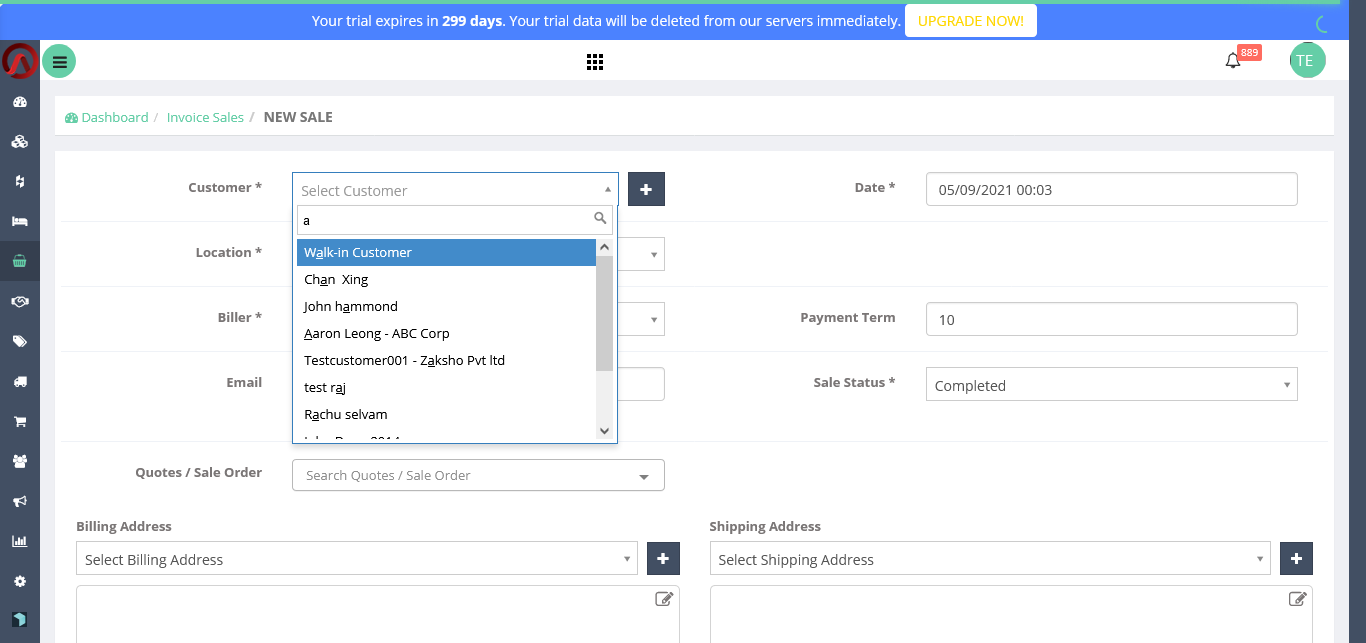 Your trial expires in 299 days. Your trial data will be deleted from our servers immediately. UPGRADE NOW!
889
TE
Dashboard / Invoice Sales / NEW SALE
Customer * Select Customer Date * 05/09/2021 00:03
a
Walk-in Customer
Location *
Chan Xing
John hammond
Biller * Payment Term 10
Aaron Leong - ABC Corp
Testcustomer001 - Zaksho Pvt ltd
Email Sale Status * Completed
test raj
Rachu selvam
Quotes / Sale Order Search Quotes / Sale Order
Billing Address Shipping Address
Select Billing Address Select Shipping Address